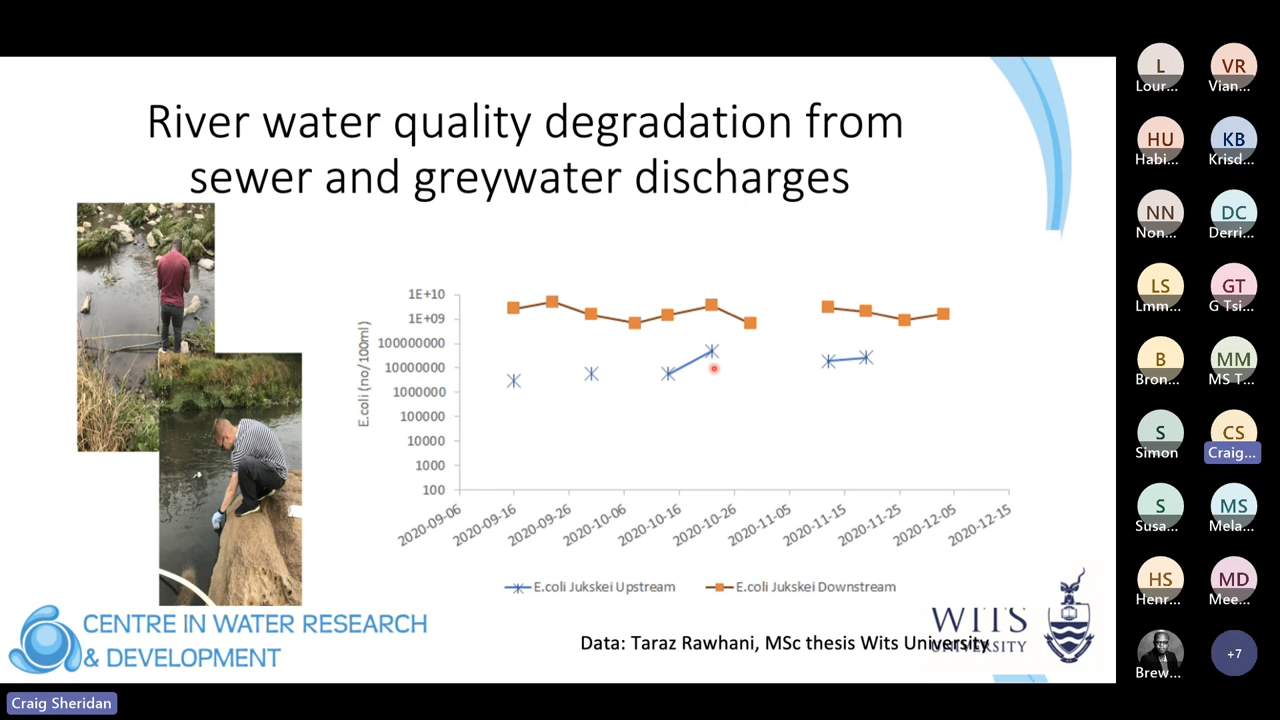 River water quality degradation from
sewer and greywater discharges
E.coli (no/100ml)
1E+10
1E+09
100000000
10000000
1000000
100000
10000
1000
100
2020-09-06
2020-09-16
2020-09-26
2020-10-06
2020-10-16
2020-10-26
2020-11-05
2020-11-15
2020-11-25
2020-12-05
2020-12-15
E.coli Jukskei Upstream
E.coli Jukskei Downstream
CENTRE IN WATER RESEARCH
& DEVELOPMENT
WITS
UNIVERSITY
Data: Taraz Rawhani, MSc thesis Wits University
Craig Sheridan
L
Lour...
VR
Vian...
HU
Habi...
KB
Krisd...
NN
Non...
DC
Derri...
LS
Lmm...
GT
G Tsi...
B
Bron...
MM
MS T...
S
Simon
CS
Craig...
S
Susa...
MS
Mela...
HS
Henr...
MD
Mee...
Brew...
+7